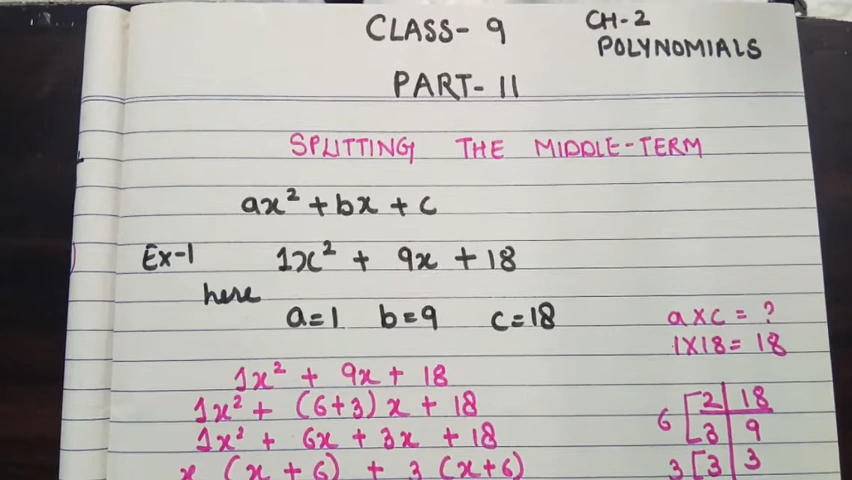 CLASS- 9
CH-2
POLYNOMIALS
PART- 11
SPLITTING THE MIDDLE-TERM
ax² + bx + c
Ex-1 1x² + 9x + 18
here
a=1 b=9 c=18
a×c = ?
1×18 = 18
1x² + 9x + 18
1x² + (6+3)x + 18
1x² + 6x + 3x + 18
x (x + 6) + 3 (x+6)
2 | 18
6 [ 3 | 9
3 [ 3 | 3